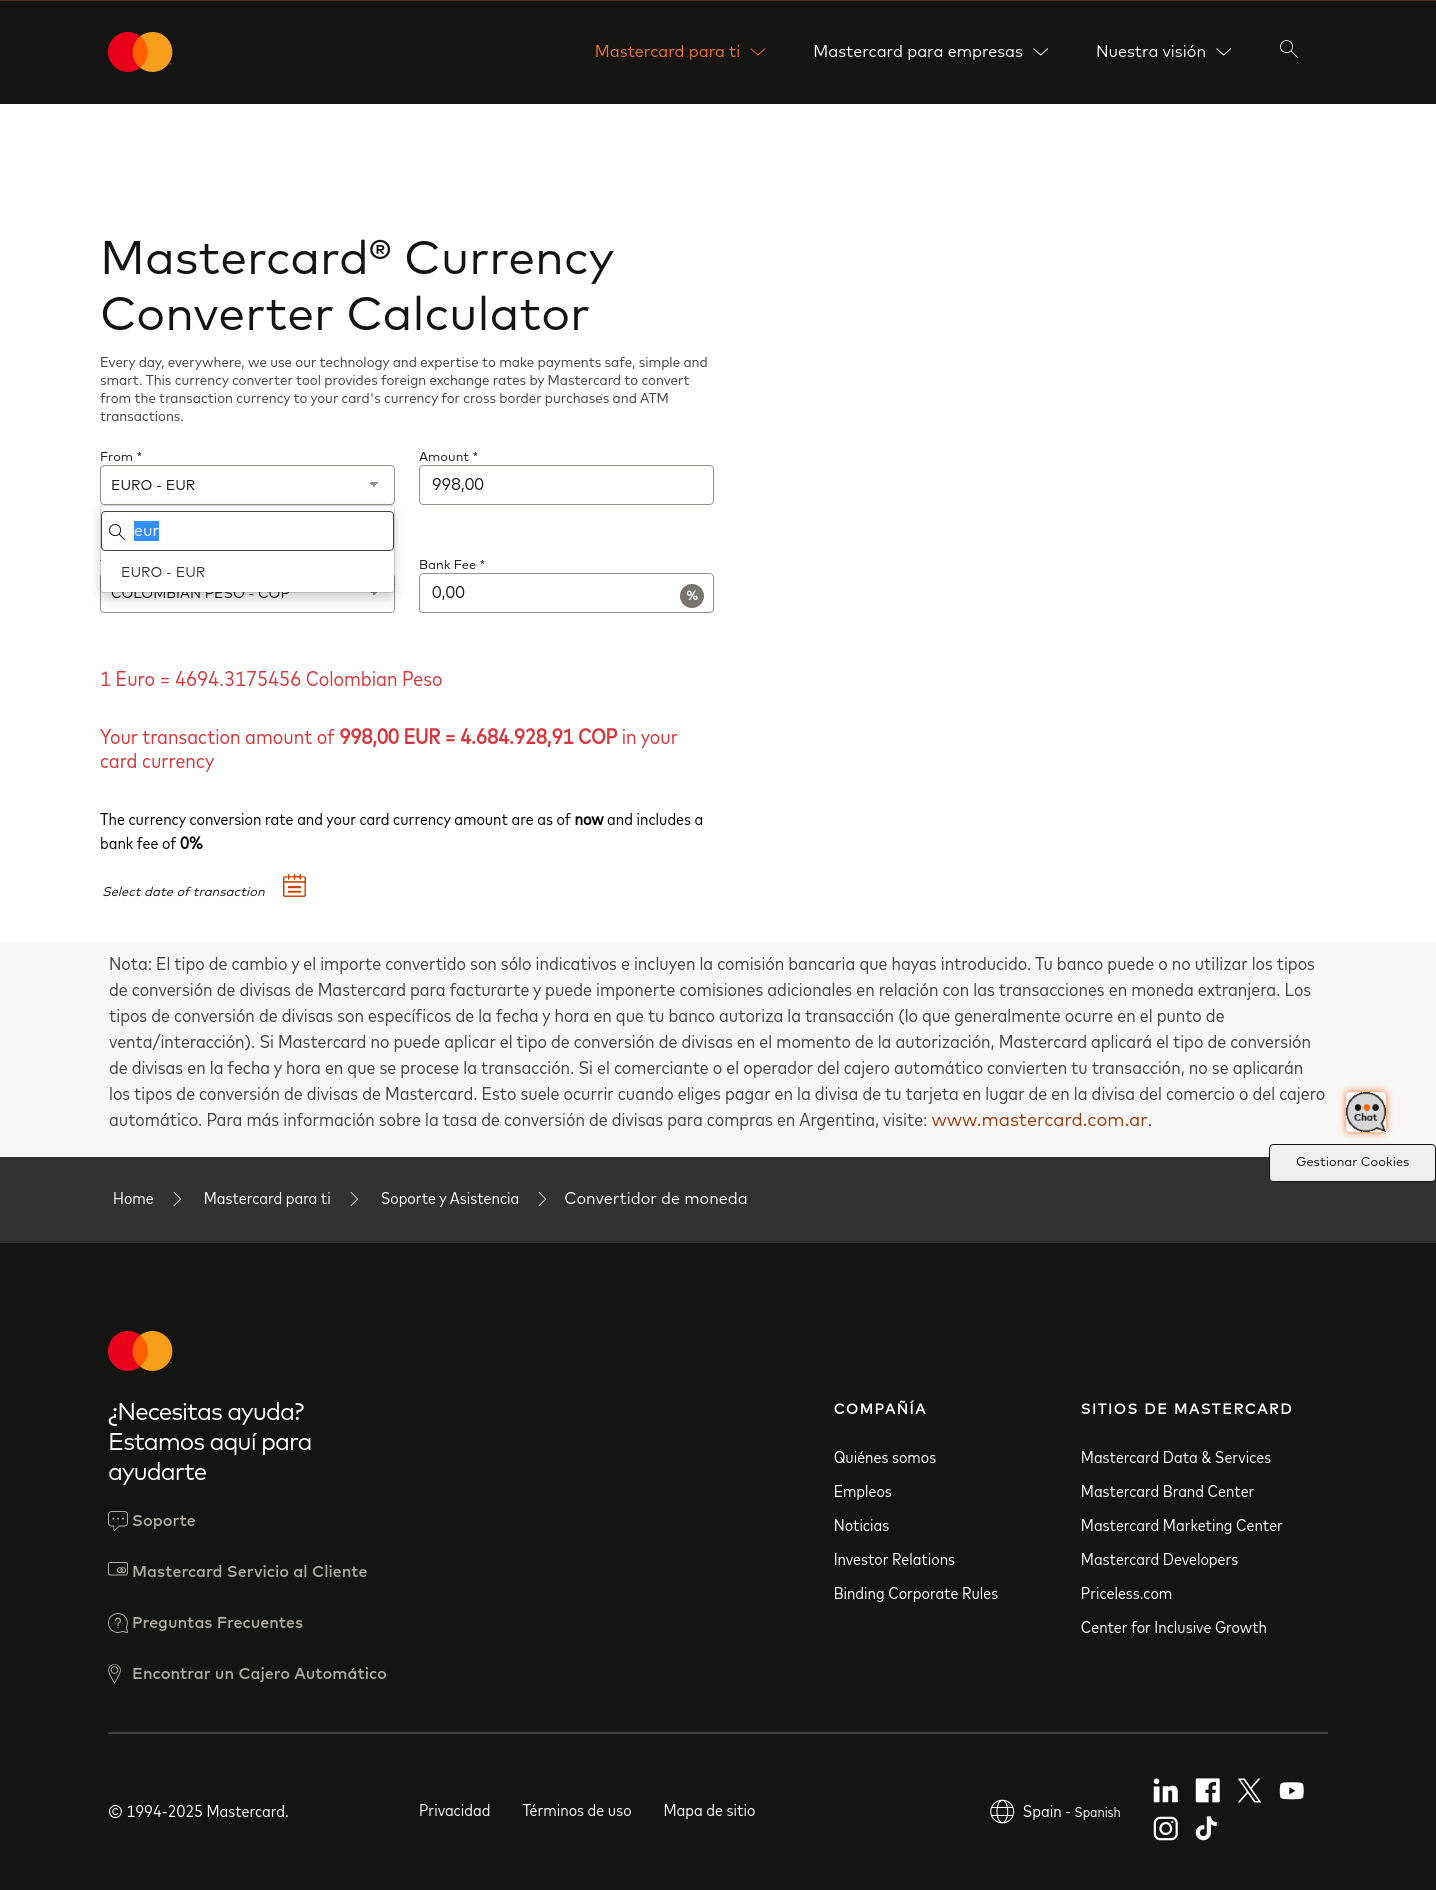 Mastercard para ti
Mastercard para empresas
Nuestra visión
Mastercard® Currency
Converter Calculator
Every day, everywhere, we use our technology and expertise to make payments safe, simple and
smart. This currency converter tool provides foreign exchange rates by Mastercard to convert
from the transaction currency to your card's currency for cross border purchases and ATM
transactions.
From *
Amount *
EURO - EUR
998,00
eur
EURO - EUR
Bank Fee *
COLOMBIAN PESO - COP
0,00
%
1 Euro = 4694.3175456 Colombian Peso
Your transaction amount of 998,00 EUR = 4.684.928,91 COP in your
card currency
The currency conversion rate and your card currency amount are as of now and includes a
bank fee of 0%
Select date of transaction
Nota: El tipo de cambio y el importe convertido son sólo indicativos e incluyen la comisión bancaria que hayas introducido. Tu banco puede o no utilizar los tipos
de conversión de divisas de Mastercard para facturarte y puede imponerte comisiones adicionales en relación con las transacciones en moneda extranjera. Los
tipos de conversión de divisas son específicos de la fecha y hora en que tu banco autoriza la transacción (lo que generalmente ocurre en el punto de
venta/interacción). Si Mastercard no puede aplicar el tipo de conversión de divisas en el momento de la autorización, Mastercard aplicará el tipo de conversión
de divisas en la fecha y hora en que se procese la transacción. Si el comerciante o el operador del cajero automático convierten tu transacción, no se aplicarán
los tipos de conversión de divisas de Mastercard. Esto suele ocurrir cuando eliges pagar en la divisa de tu tarjeta en lugar de en la divisa del comercio o del cajero
automático. Para más información sobre la tasa de conversión de divisas para compras en Argentina, visite: www.mastercard.com.ar.
Chat
Gestionar Cookies
Home
Mastercard para ti
Soporte y Asistencia
Convertidor de moneda
¿Necesitas ayuda?
Estamos aquí para
ayudarte
Soporte
Mastercard Servicio al Cliente
Preguntas Frecuentes
Encontrar un Cajero Automático
COMPAÑÍA
Quiénes somos
Empleos
Noticias
Investor Relations
Binding Corporate Rules
SITIOS DE MASTERCARD
Mastercard Data & Services
Mastercard Brand Center
Mastercard Marketing Center
Mastercard Developers
Priceless.com
Center for Inclusive Growth
© 1994-2025 Mastercard.
Privacidad
Términos de uso
Mapa de sitio
Spain - Spanish